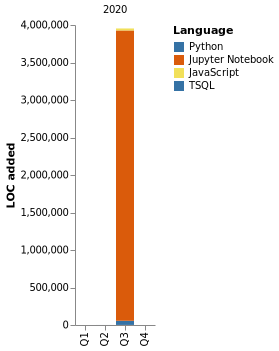 2020
Language
Python
Jupyter Notebook
JavaScript
TSQL
LOC added
4,000,000
3,500,000
3,000,000
2,500,000
2,000,000
1,500,000
1,000,000
500,000
0
Q1
Q2
Q3
Q4